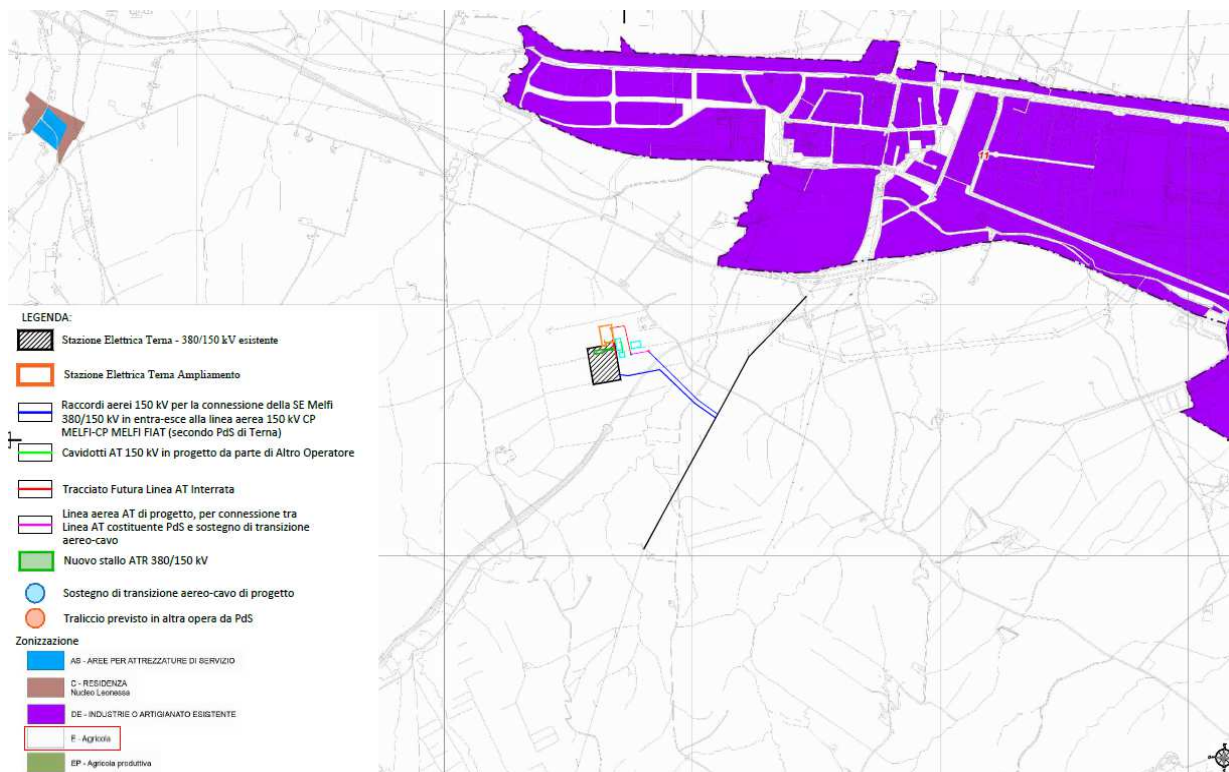 LEGENDA:
Stazione Elettrica Terna - 380/150 kV esistente
Stazione Elettrica Terna Ampliamento
Raccordi aerei 150 kV per la connessione della SE Melfi
380/150 kV in entra-esce alla linea aerea 150 kV CP
MELFI-CP MELFI FIAT (secondo PdS di Terna)
Cavidotti AT 150 kV in progetto da parte di Altro Operatore
Tracciato Futura Linea AT Interrata
Linea aerea AT di progetto, per connessione tra
Linea AT costituente PdS e sostegno di transizione
aereo-cavo
Nuovo stallo ATR 380/150 kV
Sostegno di transizione aereo-cavo di progetto
Traliccio previsto in altra opera da PdS
Zonizzazione
AS - AREE PER ATTREZZATURE DI SERVIZIO
C - RESIDENZA
Nucleo Leonessa
DE - INDUSTRIE O ARTIGIANATO ESISTENTE
E - Agricola
EP - Agricola produttiva